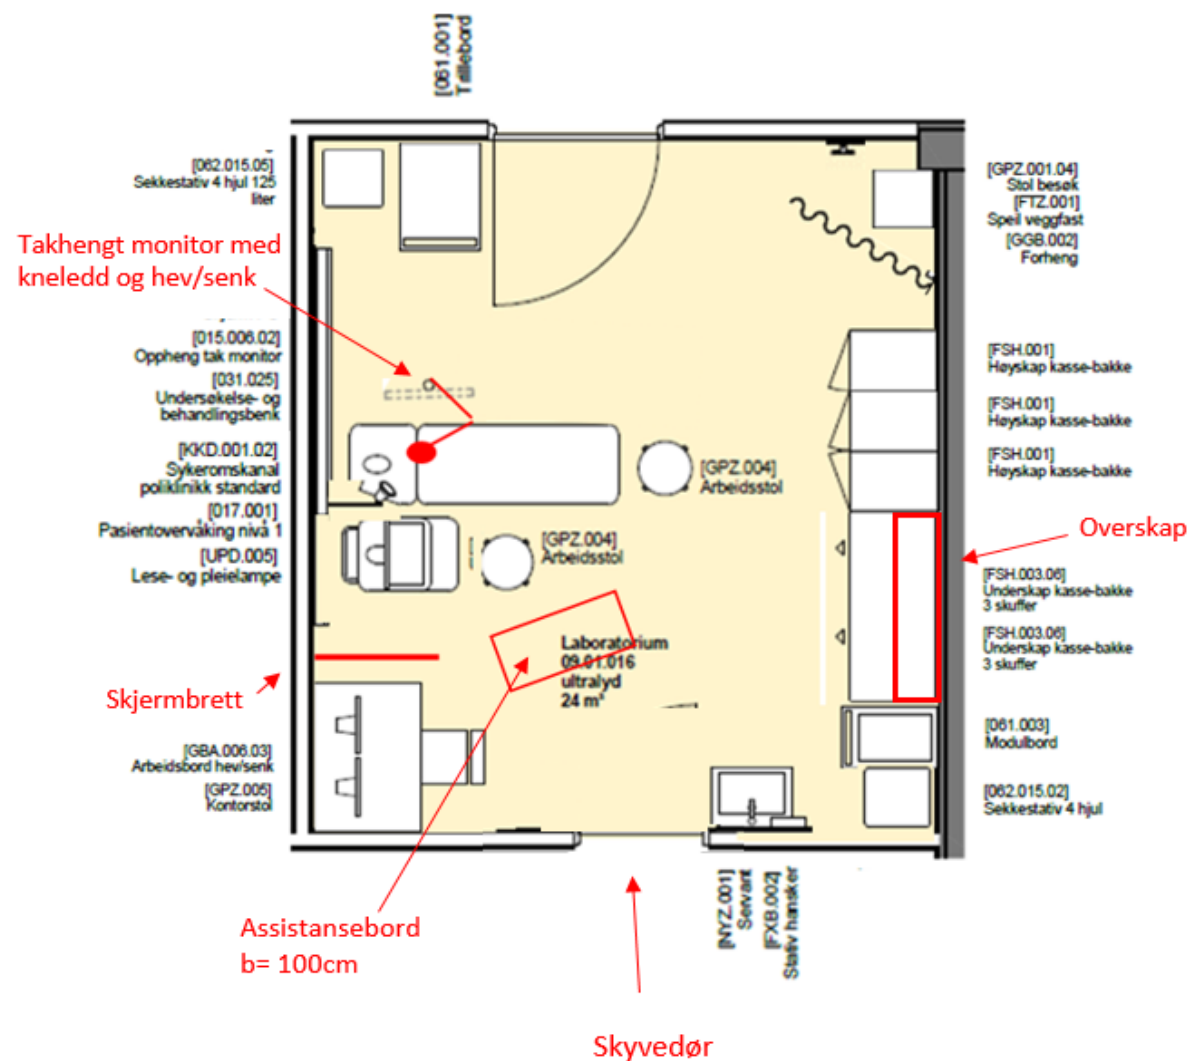 [061.001]
Trillebord
[062.015.05]
Sekkestativ 4 hjul 125
liter
Takhengt monitor med
kneledd og hev/senk
[015.006.02]
Oppheng tak monitor
[031.025]
Undersøkelse- og
behandlingsbenk
[KKD.001.02]
Sykeromskanal
poliklinikk standard
[017.001]
Pasientovervåking nivå 1
[UPD.005]
Lese- og pleielampe
Skjermbrett
[GBA.006.03]
Arbeidsbord hev/senk
[GPZ.005]
Kontorstol
Assistansebord
b= 100cm
[GPZ.004]
Arbeidsstol
[GPZ.004]
Arbeidsstol
Laboratorium
09.01.016
ultralyd
24 m²
[GPZ.001.04]
Stol besøk
[FTZ.001]
Speil veggfast
[GGB.002]
Forheng
[FSH.001]
Høyskap kasse-bakke
[FSH.001]
Høyskap kasse-bakke
[FSH.001]
Høyskap kasse-bakke
Overskap
[FSH.003.06]
Underskap kasse-bakke
3 skuffer
[FSH.003.06]
Underskap kasse-bakke
3 skuffer
[061.003]
Modulbord
[062.015.02]
Sekkestativ 4 hjul
[NYZ.001]
Servant
[FXB.002]
Stativ hansker
Skyvedør